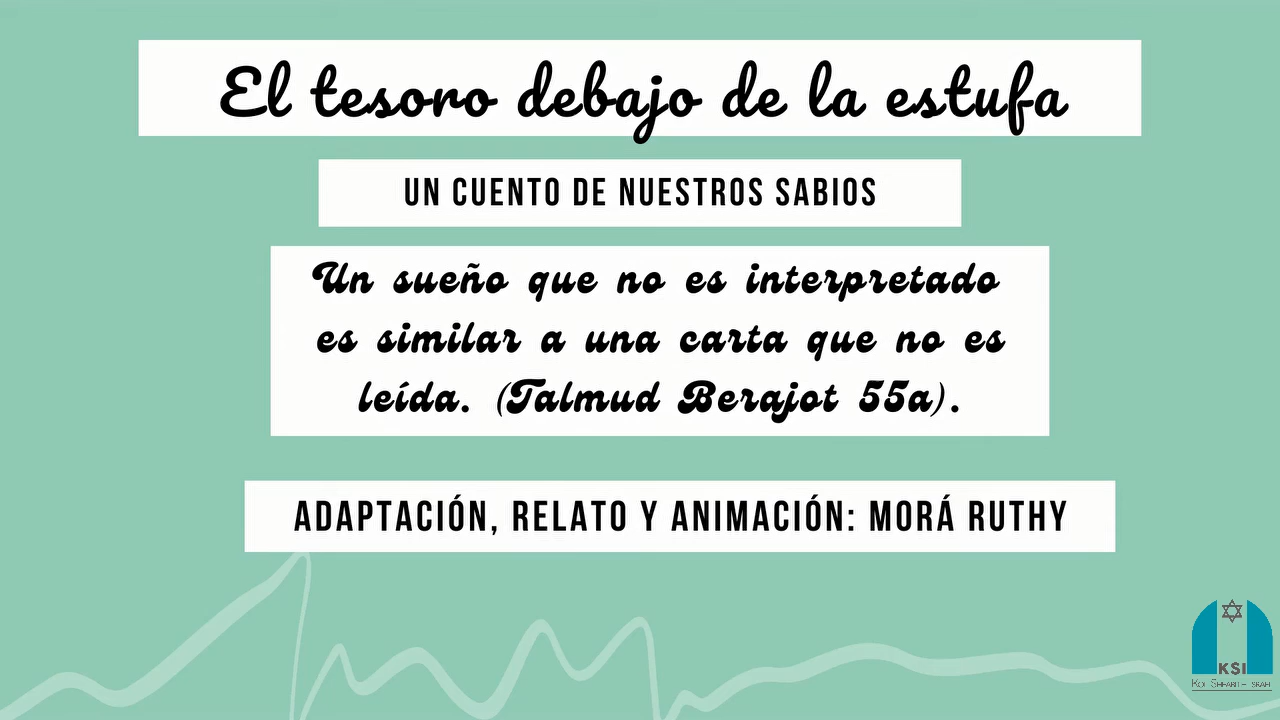 El tesoro debajo de la estufa
UN CUENTO DE NUESTROS SABIOS
Un sueño que no es interpretado
es similar a una carta que no es
leída. (Talmud Berajot 55a).
ADAPTACIÓN, RELATO Y ANIMACIÓN: MORÁ RUTHY
KSI